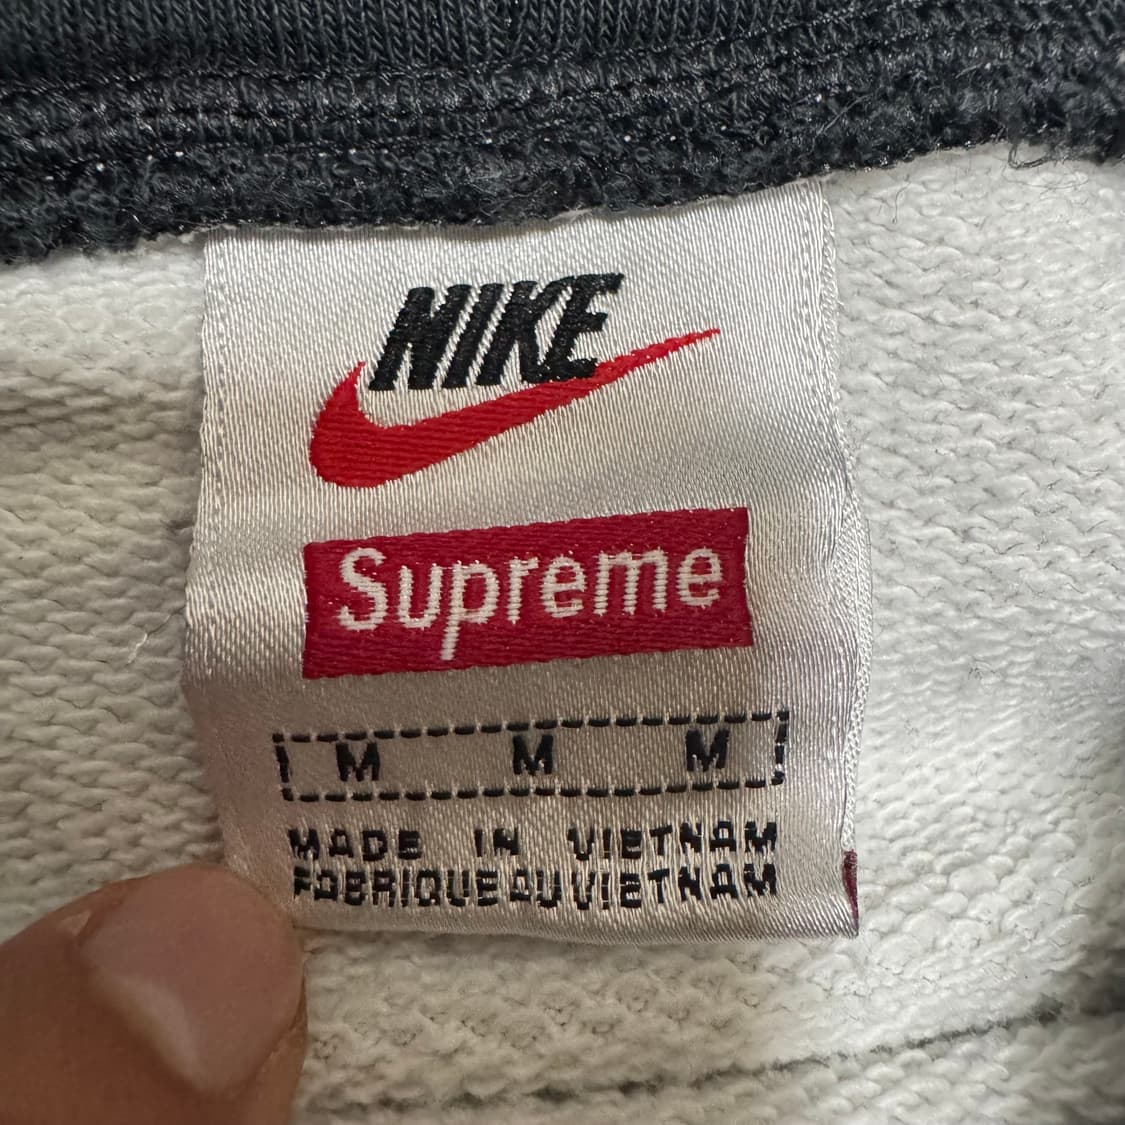 NIKE
Supreme
M M M
MADE IN VIETNAM
FABRIQUE AU VIETNAM